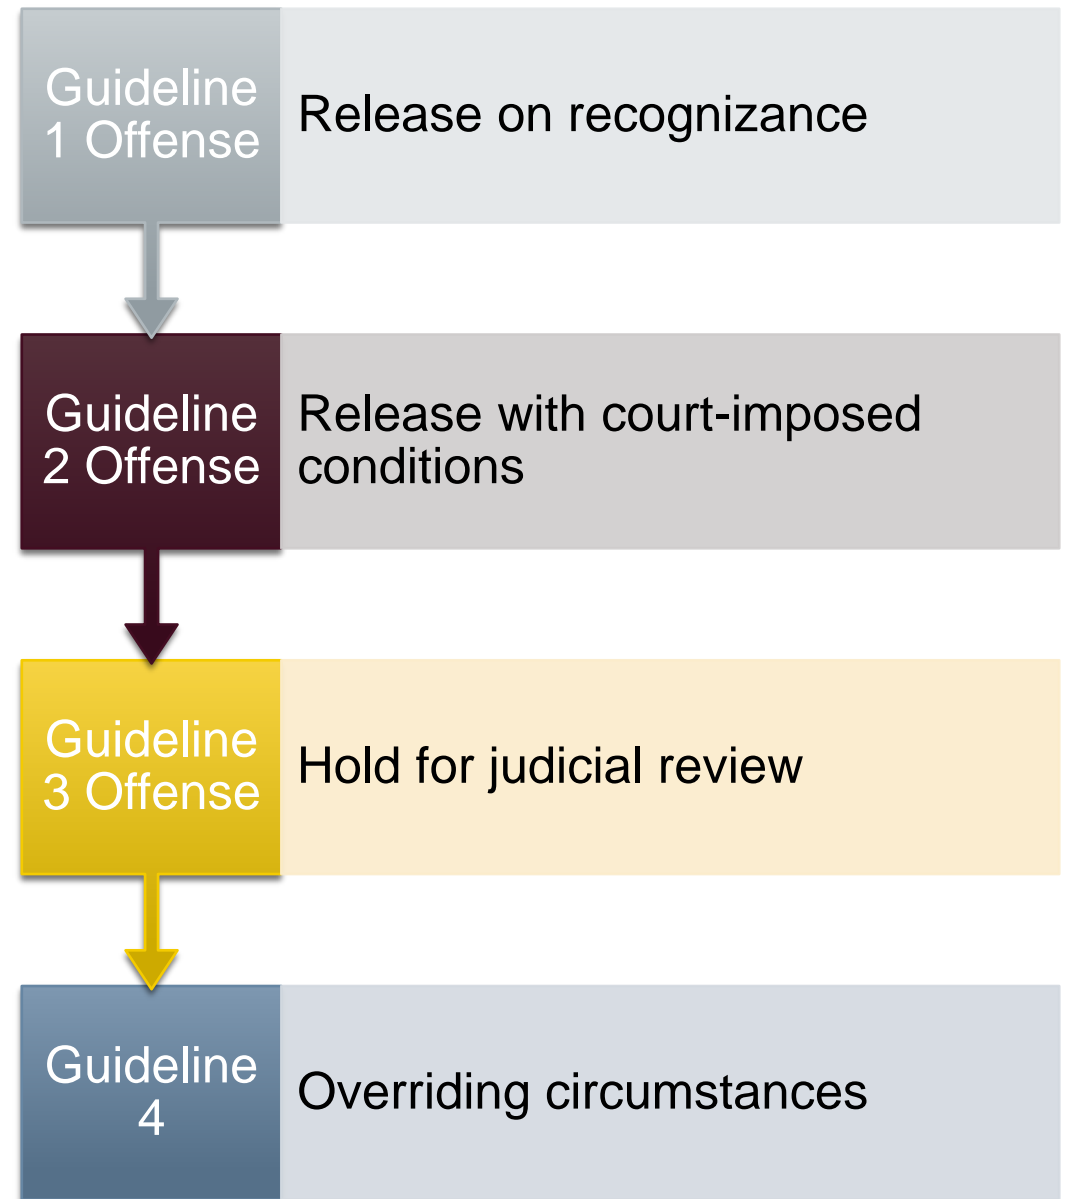 Guideline
1 Offense
Release on recognizance
Guideline
2 Offense
Release with court-imposed
conditions
Guideline
3 Offense
Hold for judicial review
Guideline
4
Overriding circumstances